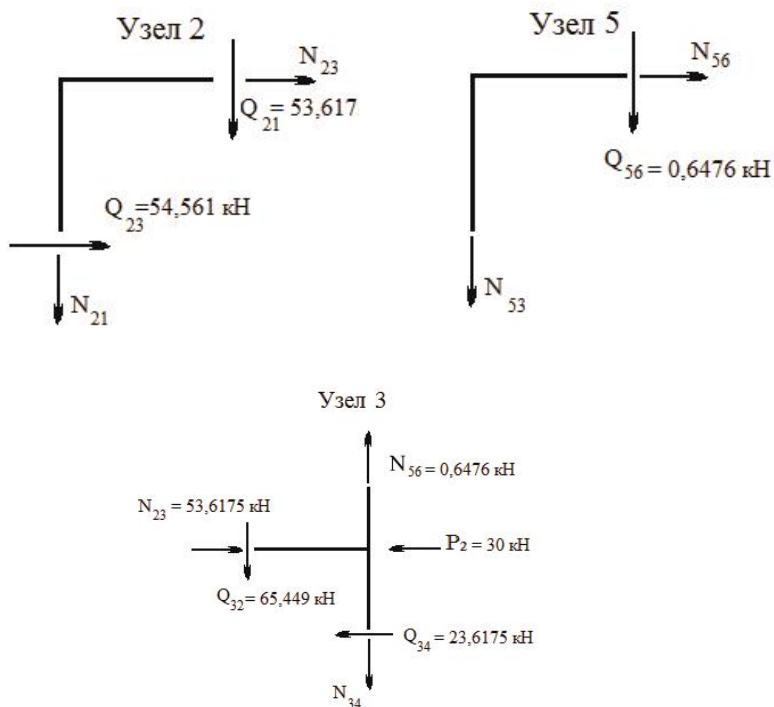 Узел 2
Узел 5
N23
N56
Q21 = 53,617
Q56 = 0,6476 кН
Q23 =54,561 кН
N21
N53
Узел 3
N56 = 0,6476 кН
N23 = 53,6175 кН
P2 = 30 кН
Q32 = 65,449 кН
Q34 = 23,6175 кН
N34